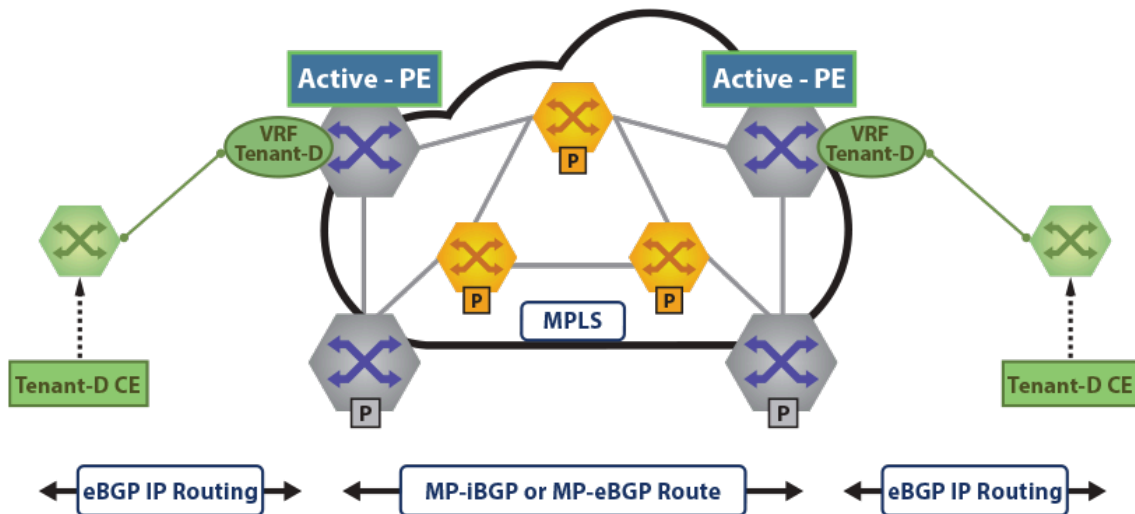 Active - PE
Active - PE
VRF
Tenant-D
VRF
Tenant-D
P
P
P
MPLS
Tenant-D CE
Tenant-D CE
P
P
eBGP IP Routing
MP-iBGP or MP-eBGP Route
eBGP IP Routing